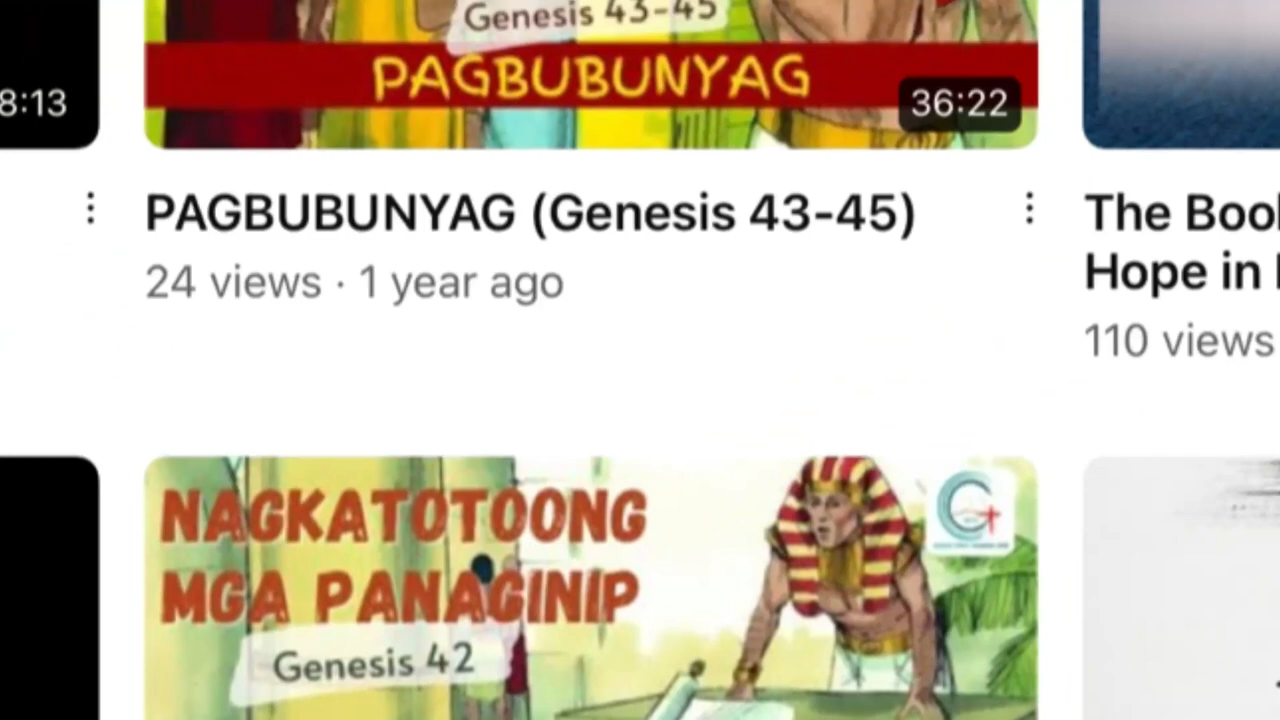 Genesis 43-45
PAGBUBUNYAG
8:13
36:22
PAGBUBUNYAG (Genesis 43-45)
24 views · 1 year ago
The
Hope in
110 views
NAGKATOTOONG
MGA PANAGINIP
Genesis 42